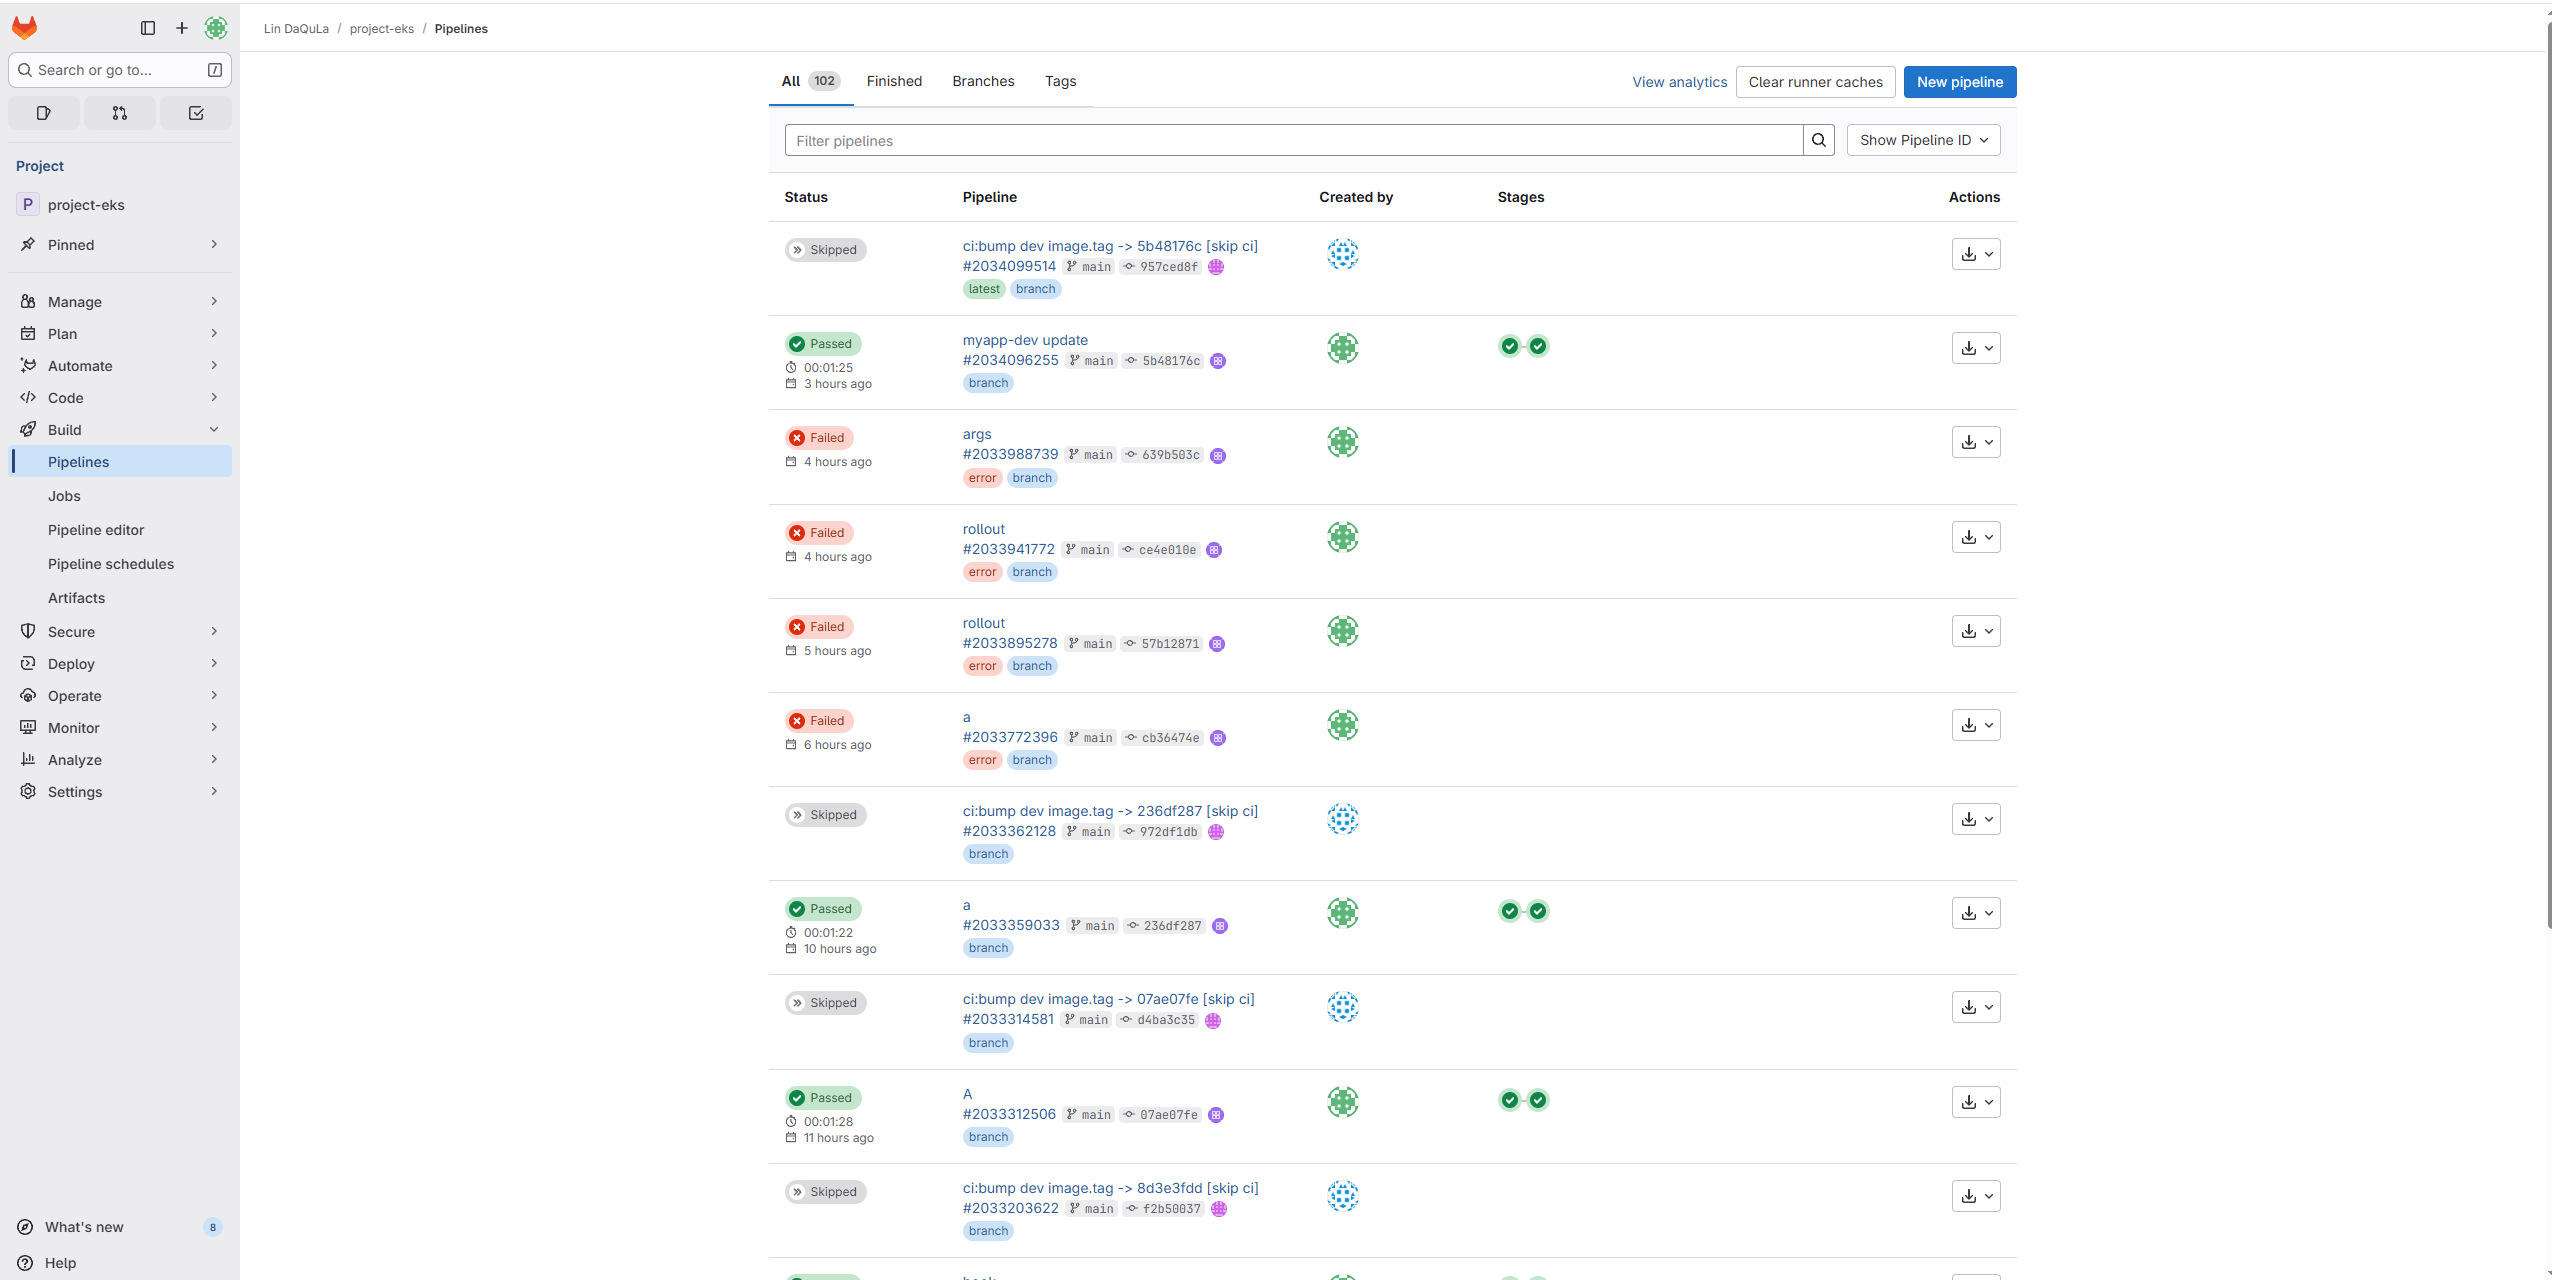 Lin DaQuLa / project-eks / Pipelines
Search or go to...
/
Project
P project-eks
Pinned
Manage
Plan
Automate
Code
Build
Pipelines
Jobs
Pipeline editor
Pipeline schedules
Artifacts
Secure
Deploy
Operate
Monitor
Analyze
Settings
What's new 8
Help
All 102 Finished Branches Tags
View analytics Clear runner caches New pipeline
Filter pipelines Show Pipeline ID
Status Pipeline Created by Stages Actions
Skipped
ci:bump dev image.tag -> 5b48176c [skip ci]
#2034099514 main 957ced8f
latest branch
Passed
00:01:25
3 hours ago
myapp-dev update
#2034096255 main 5b48176c
branch
Failed
4 hours ago
args
#2033988739 main 639b503c
error branch
Failed
4 hours ago
rollout
#2033941772 main ce4e010e
error branch
Failed
5 hours ago
rollout
#2033895278 main 57b12871
error branch
Failed
6 hours ago
a
#2033772396 main cb36474e
error branch
Skipped
ci:bump dev image.tag -> 236df287 [skip ci]
#2033362128 main 972df1db
branch
Passed
00:01:22
10 hours ago
a
#2033359033 main 236df287
branch
Skipped
ci:bump dev image.tag -> 07ae07fe [skip ci]
#2033314581 main d4ba3c35
branch
Passed
00:01:28
11 hours ago
A
#2033312506 main 07ae07fe
branch
Skipped
ci:bump dev image.tag -> 8d3e3fdd [skip ci]
#2033203622 main f2b50037
branch